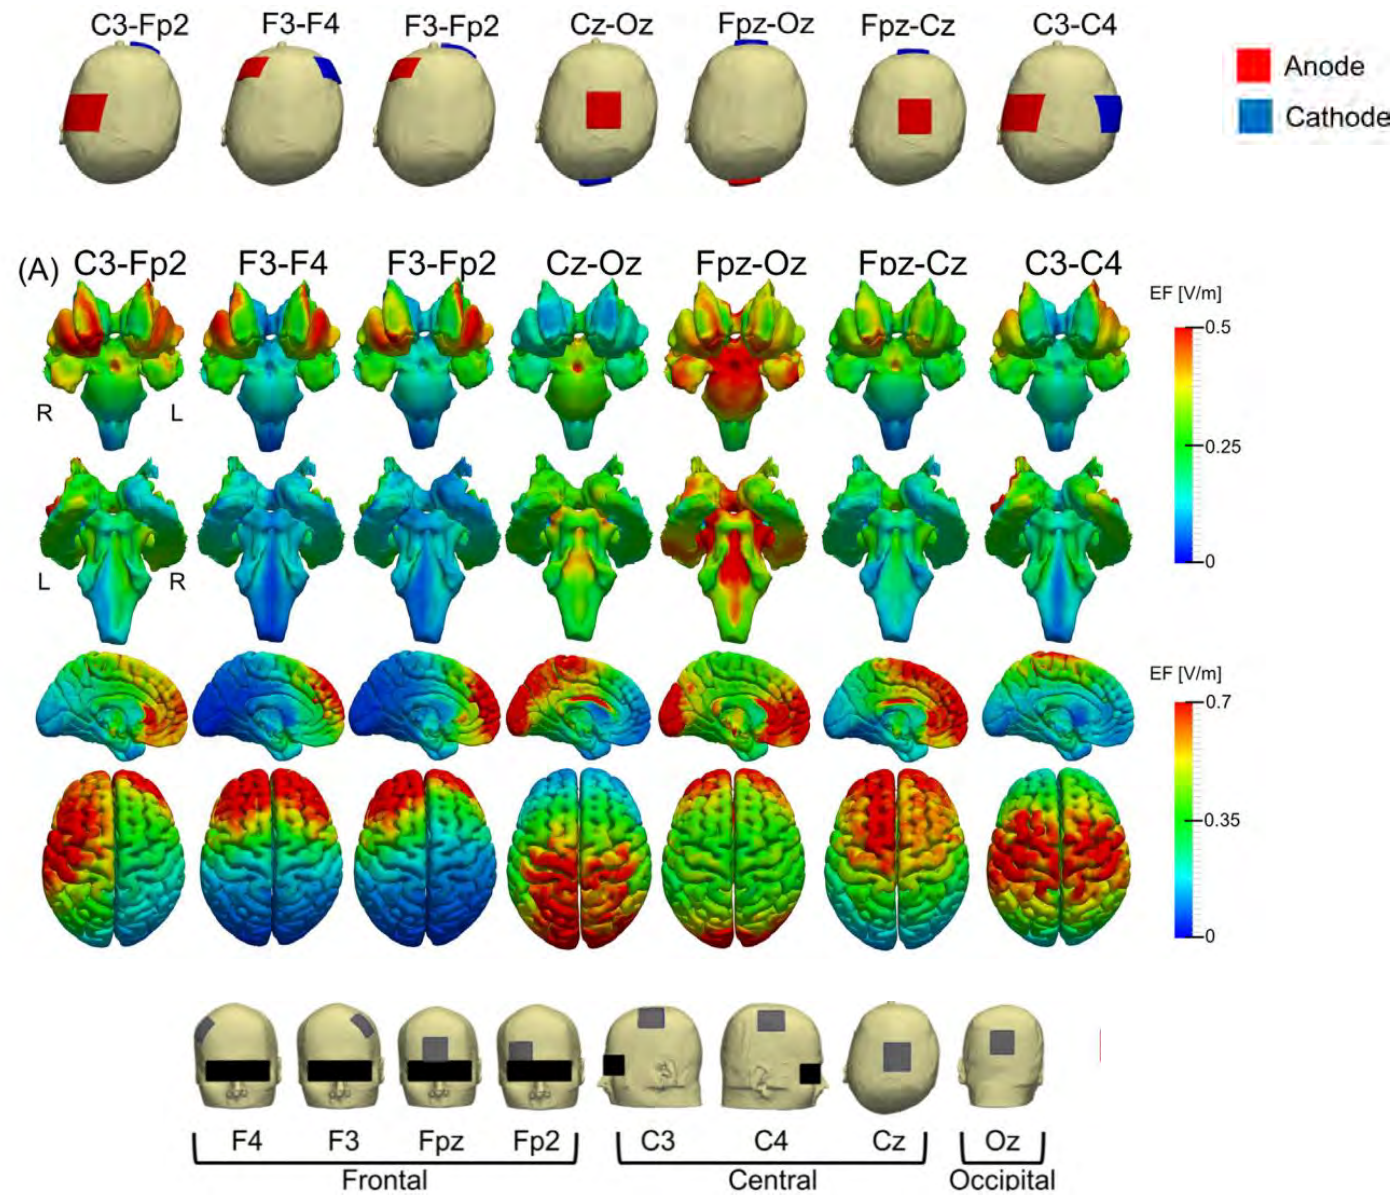 C3-Fp2 F3-F4 F3-Fp2 Cz-Oz Fpz-Oz Fpz-Cz C3-C4
Anode
Cathode
(A) C3-Fp2 F3-F4 F3-Fp2 Cz-Oz Fpz-Oz Fpz-Cz C3-C4
EF [V/m]
0.5
0.25
0
R L
L R
EF [V/m]
0.7
0.35
0
F4 F3 Fpz Fp2 C3 C4 Cz Oz
Frontal Central Occipital